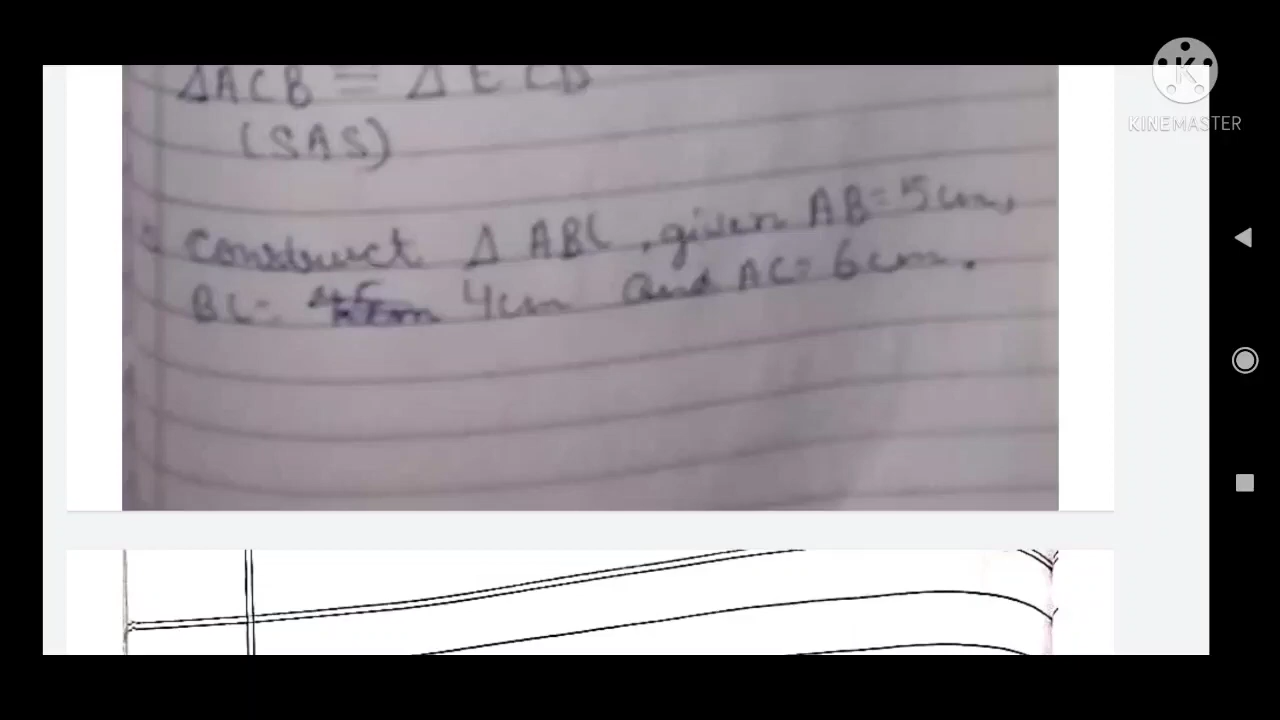 ΔACB ≅ ΔECD
(SAS)
Construct Δ ABC, given AB=5cm,
BC= 4cm and AC= 6cm.
KINEMASTER